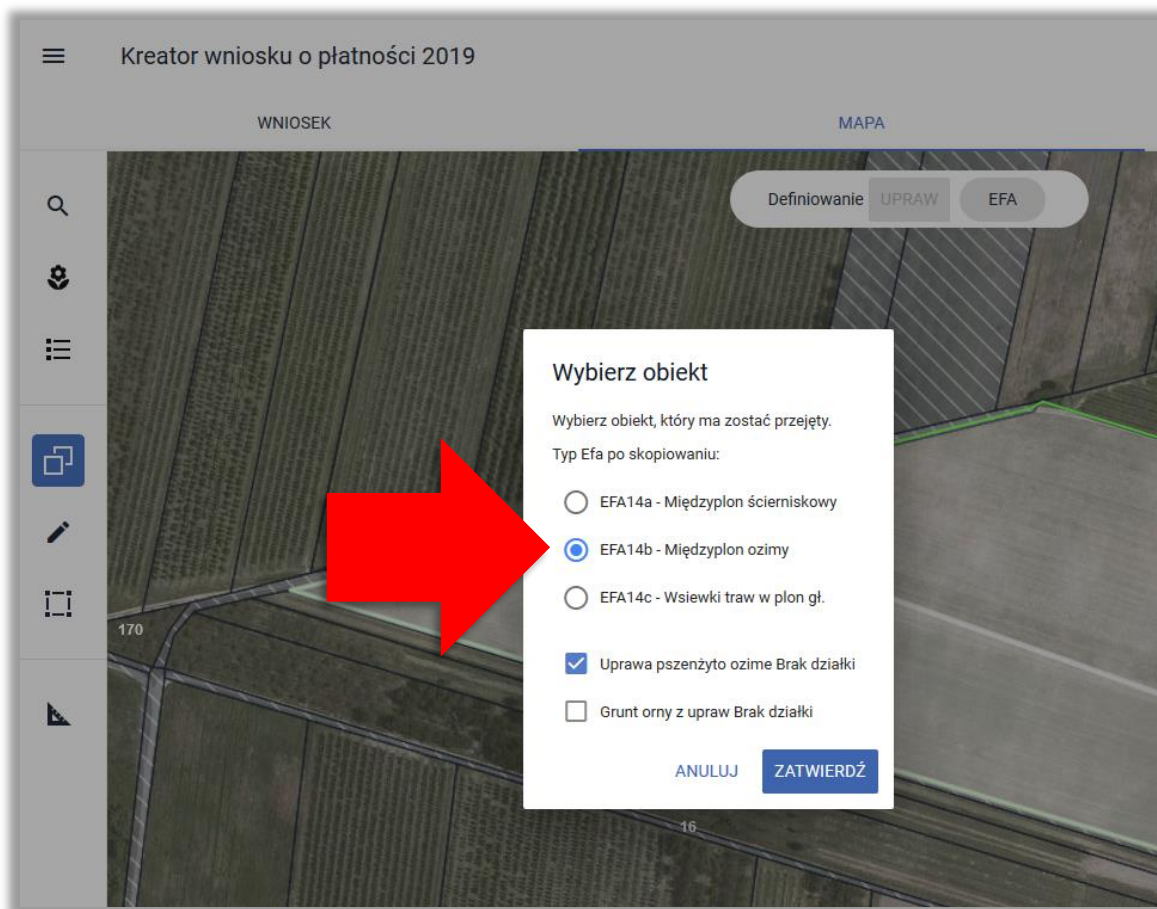 Kreator wniosku o płatności 2019
WNIOSEK
MAPA
Definiowanie UPRAW EFA
Wybierz obiekt
Wybierz obiekt, który ma zostać przejęty.
Typ Efa po skopiowaniu:
EFA14a - Międzyplon ścierniskowy
EFA14b - Międzyplon ozimy
EFA14c - Wsiewki traw w plon gł.
Uprawa pszenżyto ozime Brak działki
Grunt orny z upraw Brak działki
ANULUJ ZATWIERDŹ
170
16